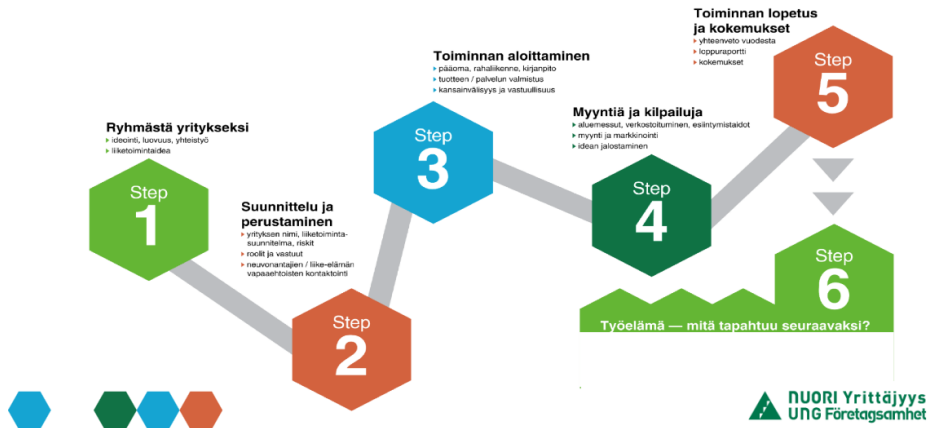 Ryhmästä yritykseksi
ideointi, luovuus, yhteistyö
liiketoimintaidea
Step
1
Suunnittelu ja
perustaminen
yrityksen nimi, liiketoiminta-
suunnitelma, riskit
roolit ja vastuut
neuvonantajien / liike-elämän
vapaaehtoisten kontaktointi
Step
2
Toiminnan aloittaminen
pääoma, rahaliikenne, kirjanpito
tuotteen / palvelun valmistus
kansainvälisyys ja vastuullisuus
Step
3
Myyntiä ja kilpailuja
aluemessut, verkostoituminen, esiintymistaidot
myynti ja markkinointi
idean jalostaminen
Step
4
Toiminnan lopetus
ja kokemukset
yhteenveto vuodesta
loppuraportti
kokemukset
Step
5
Step
6
Työelämä — mitä tapahtuu seuraavaksi?
NUORI Yrittäjyys
UNG Företagsamhet